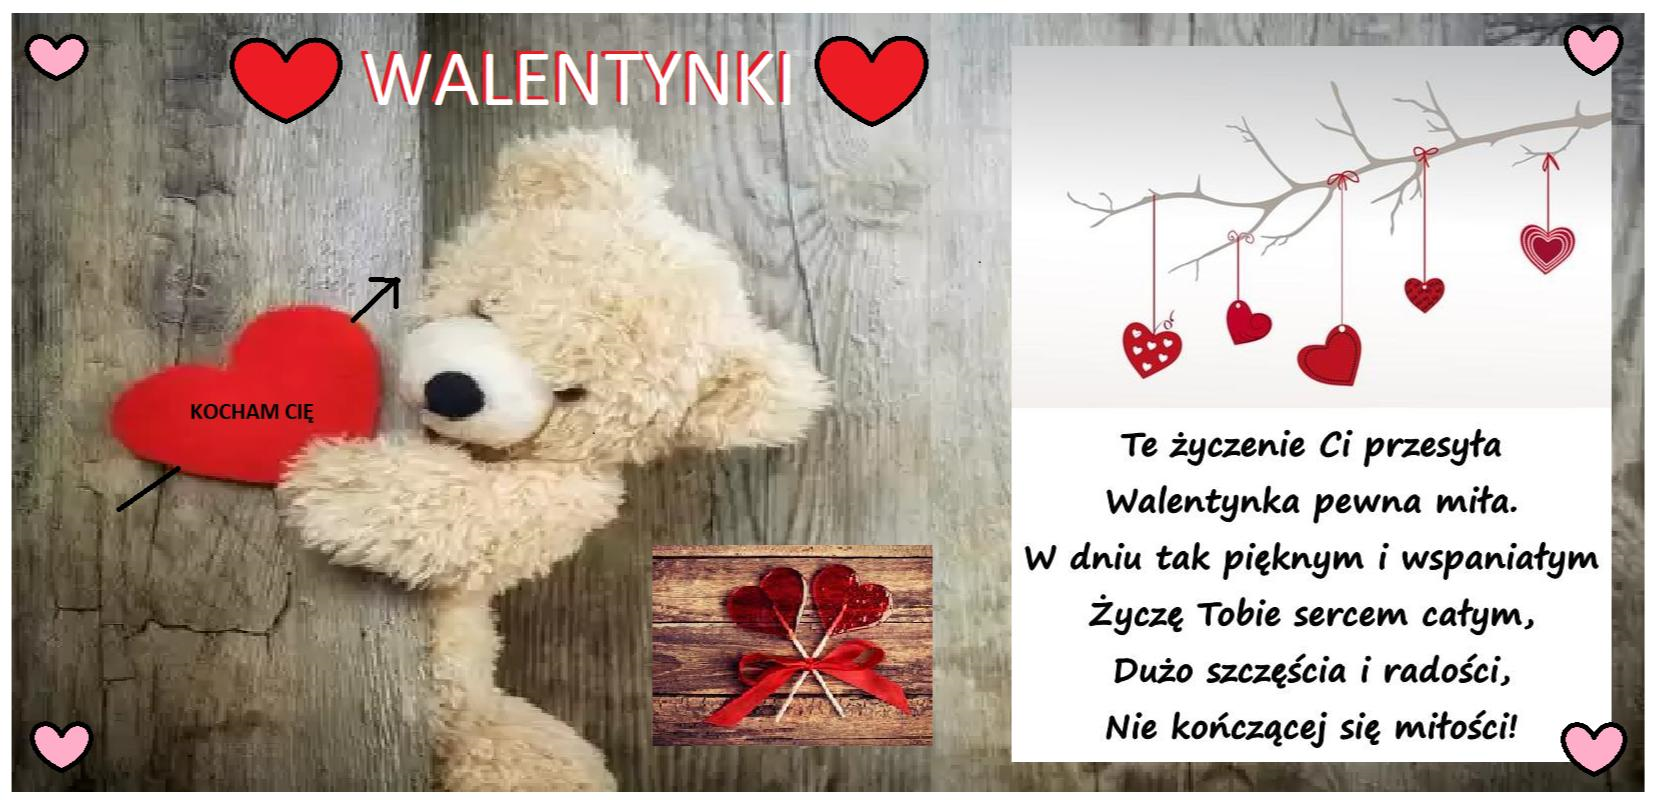 WALENTYNKI
KOCHAM CIĘ
Te życzenie Ci przesyła
Walentynka pewna miła.
W dniu tak pięknym i wspaniałym
Życzę Tobie sercem całym,
Dużo szczęścia i radości,
Nie kończącej się miłości!